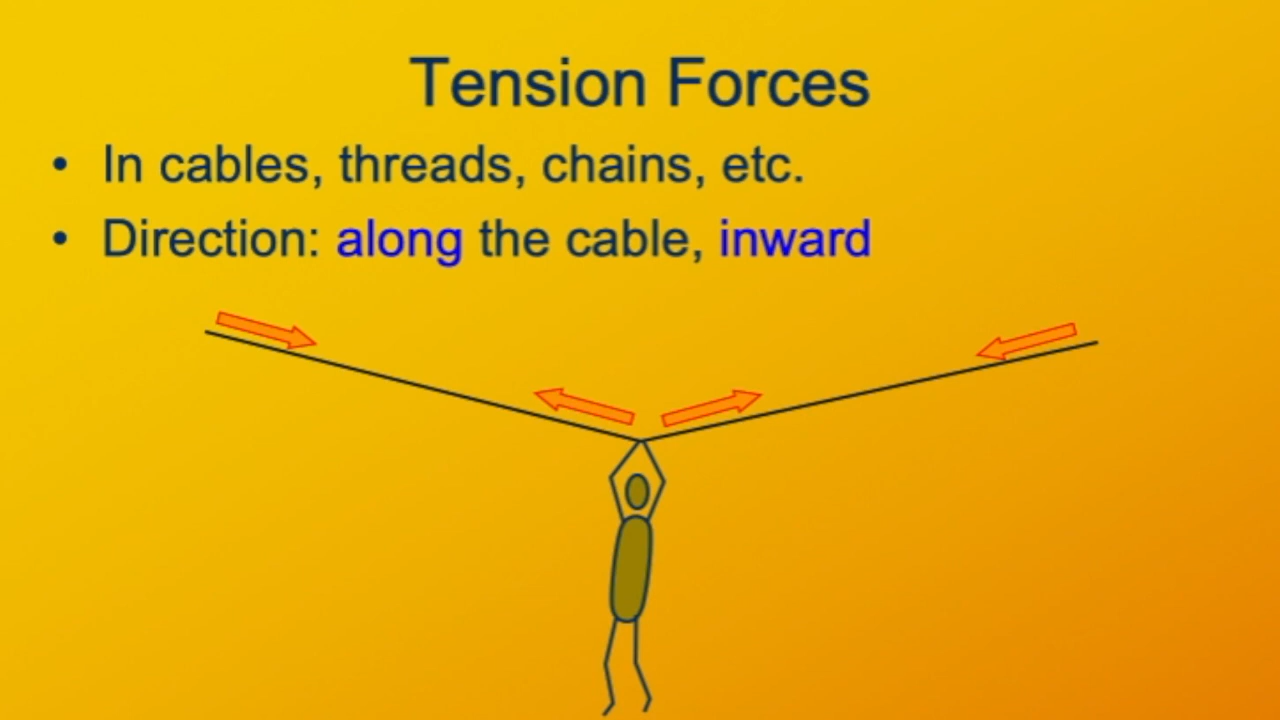 Tension Forces
• In cables, threads, chains, etc.
• Direction: along the cable, inward